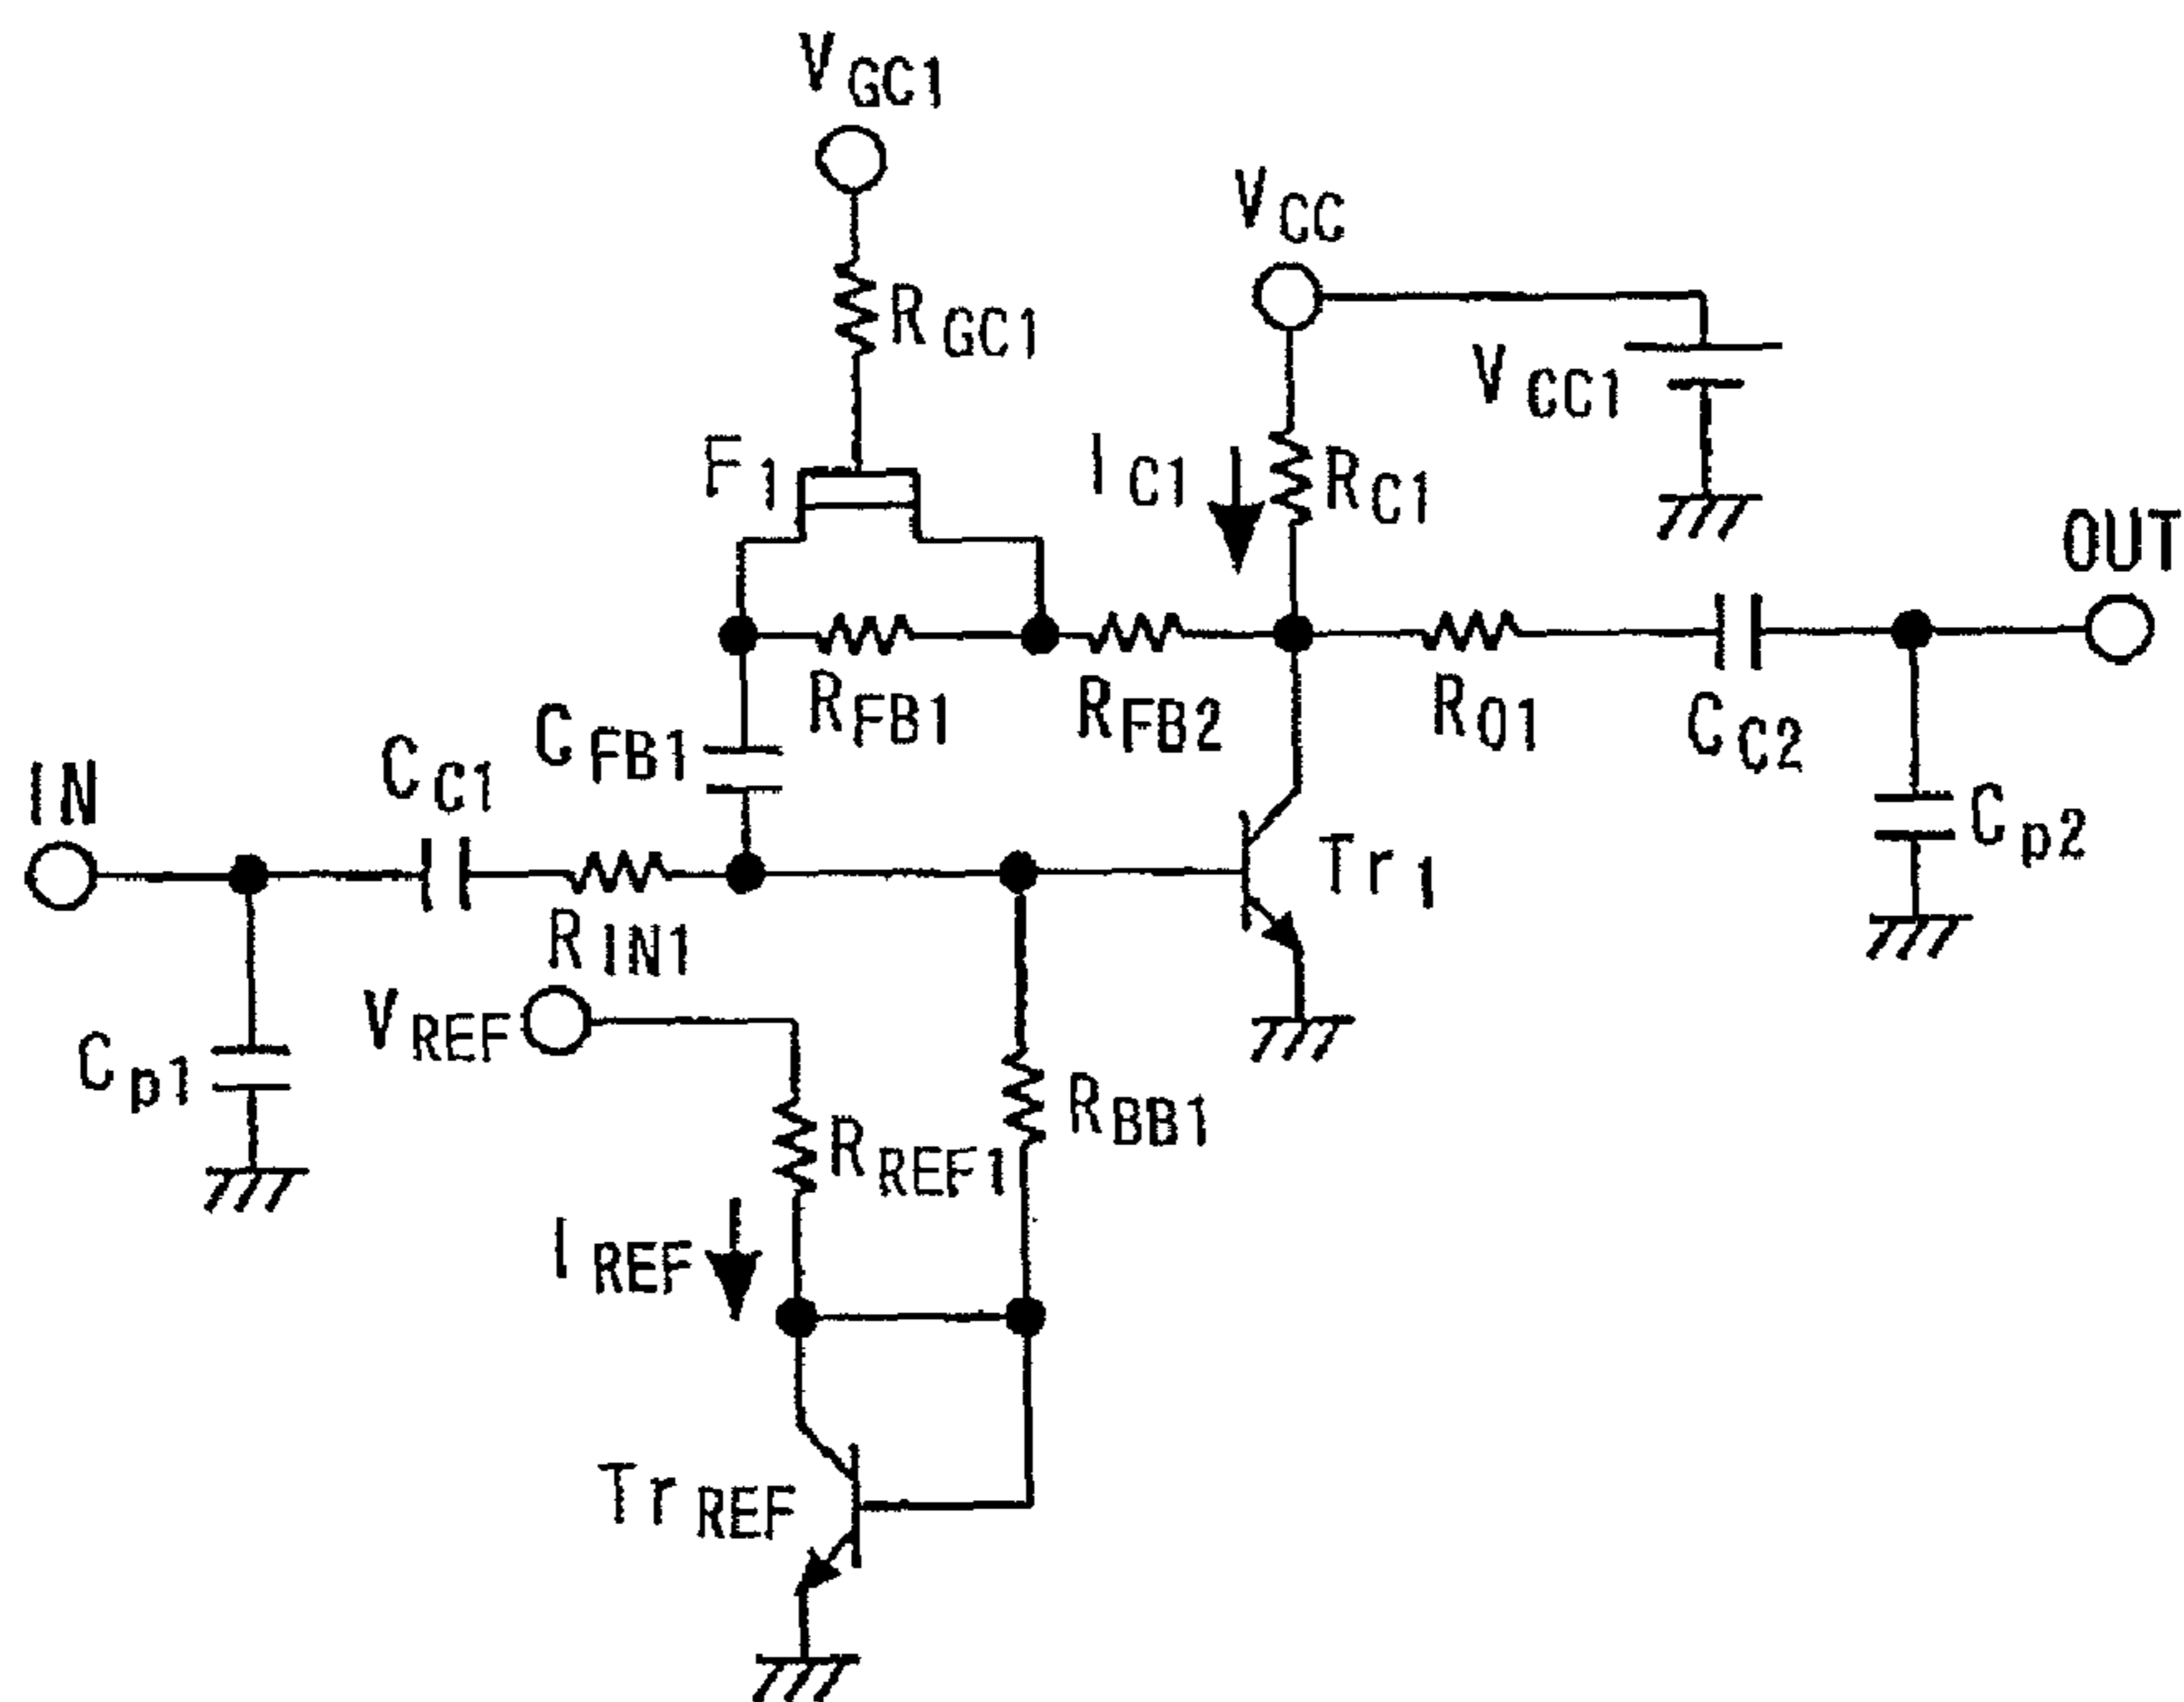 VGC1
VCC
RGC1
VCC1
F1
IC1
RC1
OUT
RFB1
RFB2
RO1
CC2
CFB1
CC1
IN
Cp2
Tr1
RIN1
VREF
Cp1
RBB1
RREF1
IREF
TrREF